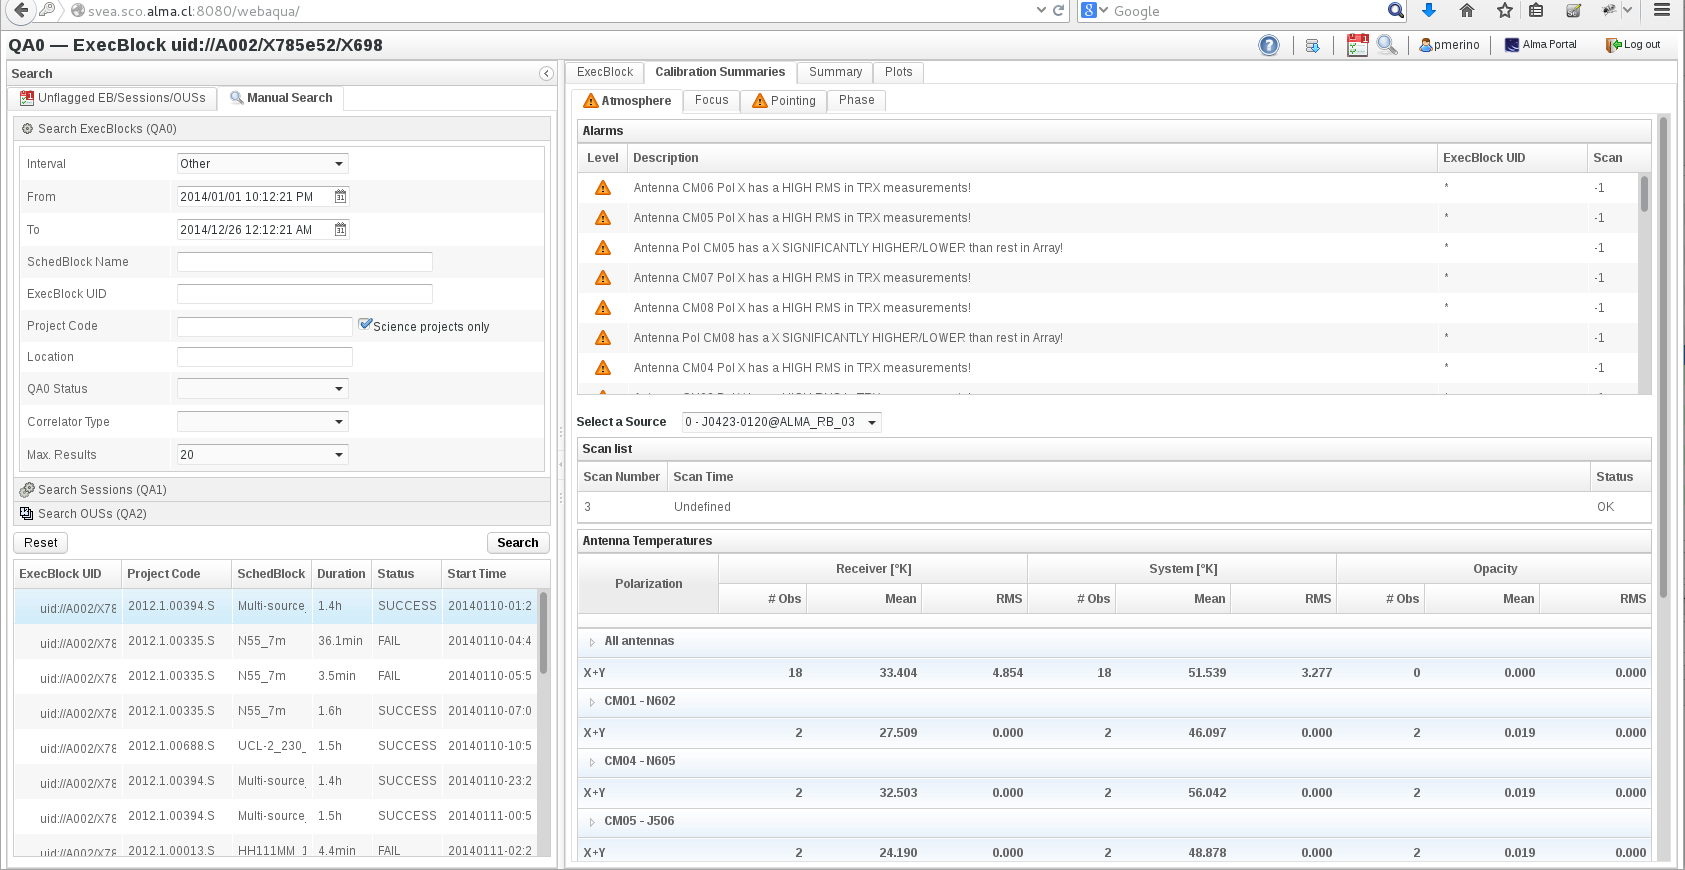 svea.sco.alma.cl:8080/webaqua/
Google
QA0 — ExecBlock uid://A002/X785e52/X698
pmerino
Alma Portal
Log out
Search
Unflagged EB/Sessions/OUSs
Manual Search
Search ExecBlocks (QA0)
Interval Other
From 2014/01/01 10:12:21 PM
To 2014/12/26 12:12:21 AM
SchedBlock Name
ExecBlock UID
Project Code Science projects only
Location
QA0 Status
Correlator Type
Max. Results 20
Search Sessions (QA1)
Search OUSs (QA2)
Reset Search
ExecBlock UID Project Code SchedBlock Duration Status Start Time
uid://A002/X78 2012.1.00394.S Multi-source_ 1.4h SUCCESS 20140110-01:2
uid://A002/X78 2012.1.00335.S N55_7m 36.1min FAIL 20140110-04:4
uid://A002/X78 2012.1.00335.S N55_7m 3.5min FAIL 20140110-05:5
uid://A002/X78 2012.1.00335.S N55_7m 1.6h SUCCESS 20140110-07:0
uid://A002/X78 2012.1.00688.S UCL-2_230_ 1.5h SUCCESS 20140110-10:5
uid://A002/X78 2012.1.00394.S Multi-source_ 1.4h SUCCESS 20140110-23:2
uid://A002/X78 2012.1.00394.S Multi-source_ 1.5h SUCCESS 20140111-00:5
uid://A002/X78 2012.1.00013.S HH111MM_1 4.4min FAIL 20140111-02:2
ExecBlock Calibration Summaries Summary Plots
Atmosphere Focus Pointing Phase
Alarms
Level Description ExecBlock UID Scan
Antenna CM06 Pol X has a HIGH RMS in TRX measurements! * -1
Antenna CM05 Pol X has a HIGH RMS in TRX measurements! * -1
Antenna Pol CM05 has a X SIGNIFICANTLY HIGHER/LOWER than rest in Array! * -1
Antenna CM07 Pol X has a HIGH RMS in TRX measurements! * -1
Antenna CM08 Pol X has a HIGH RMS in TRX measurements! * -1
Antenna Pol CM08 has a X SIGNIFICANTLY HIGHER/LOWER than rest in Array! * -1
Antenna CM04 Pol X has a HIGH RMS in TRX measurements! * -1
Select a Source 0 - J0423-0120@ALMA_RB_03
Scan list
Scan Number Scan Time Status
3 Undefined OK
Antenna Temperatures
Polarization Receiver [°K] System [°K] Opacity
# Obs Mean RMS # Obs Mean RMS # Obs Mean RMS
All antennas
X+Y 18 33.404 4.854 18 51.539 3.277 0 0.000 0.000
CM01 - N602
X+Y 2 27.509 0.000 2 46.097 0.000 2 0.019 0.000
CM04 - N605
X+Y 2 32.503 0.000 2 56.042 0.000 2 0.019 0.000
CM05 - J506
X+Y 2 24.190 0.000 2 48.878 0.000 2 0.019 0.000